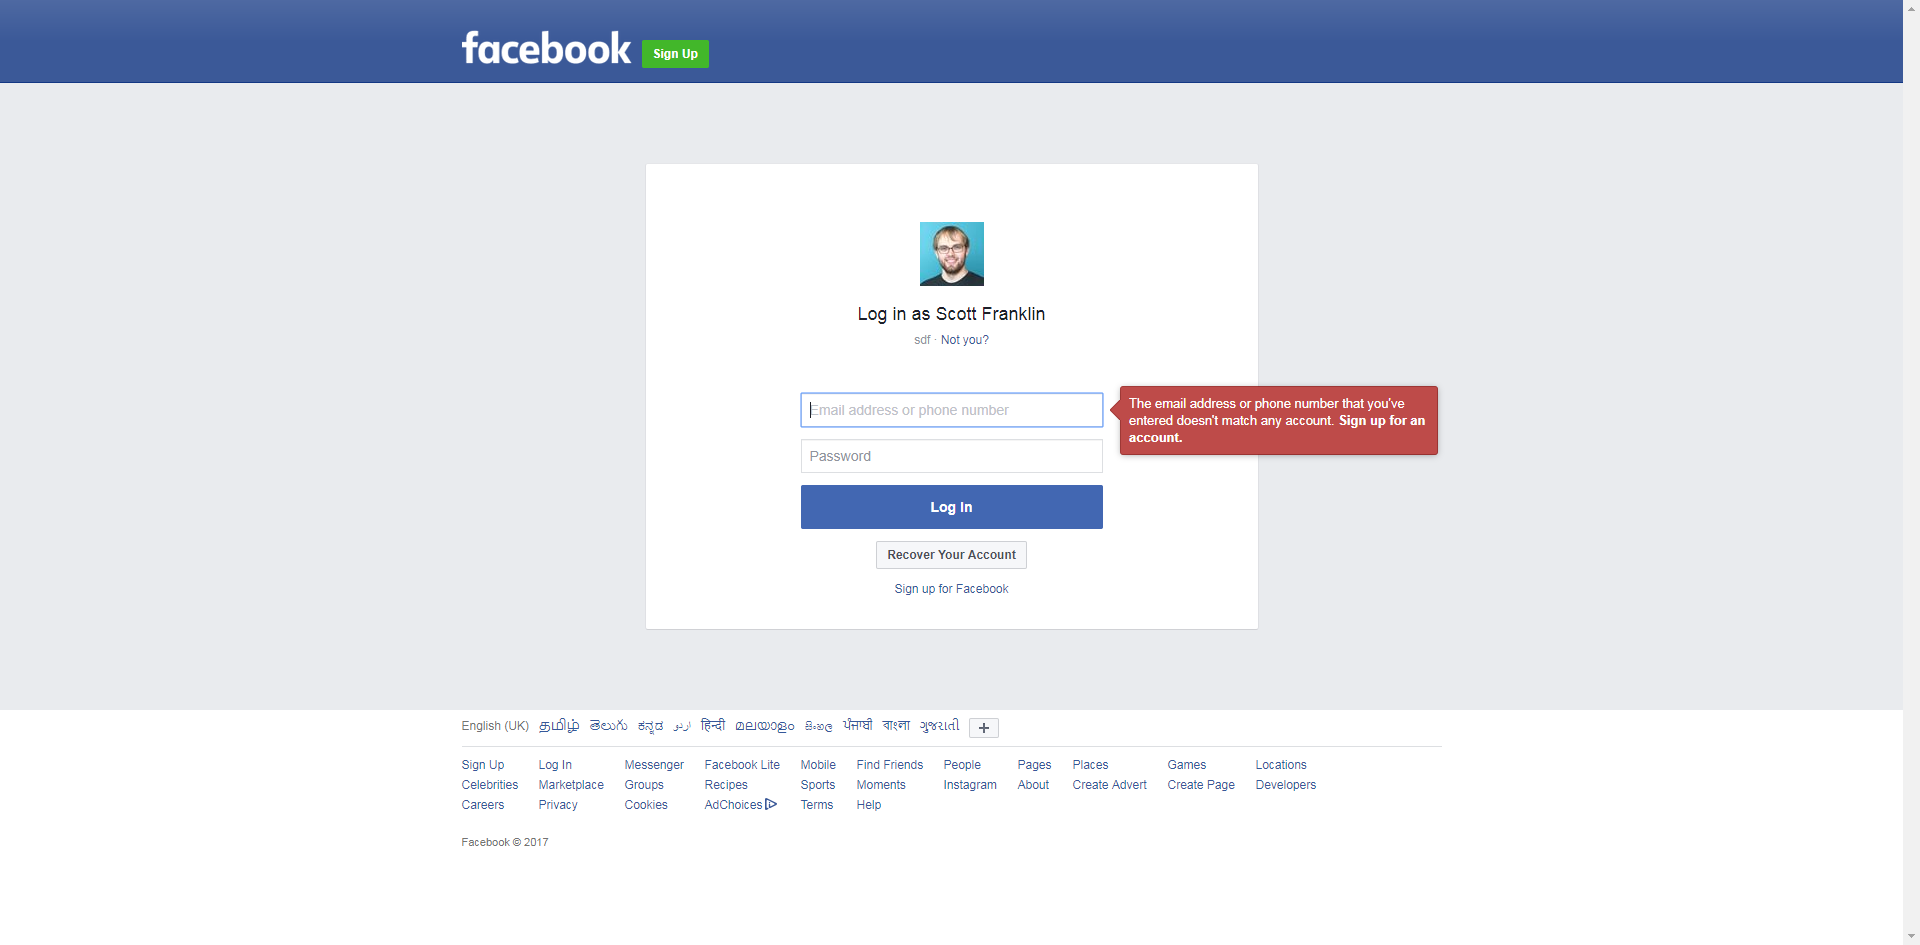 facebook Sign Up
Log in as Scott Franklin
sdf · Not you?
Email address or phone number
The email address or phone number that you've
entered doesn't match any account. Sign up for an
account.
Password
Log In
Recover Your Account
Sign up for Facebook
English (UK) தமிழ் తెలుగు ಕನ್ನಡ اردو हिन्दी മലയാളം සිංහල ਪੰਜਾਬੀ বাংলা ગુજરાતી +
Sign Up Log In Messenger Facebook Lite Mobile Find Friends People Pages Places Games Locations
Celebrities Marketplace Groups Recipes Sports Moments Instagram About Create Advert Create Page Developers
Careers Privacy Cookies AdChoices Terms Help
Facebook © 2017